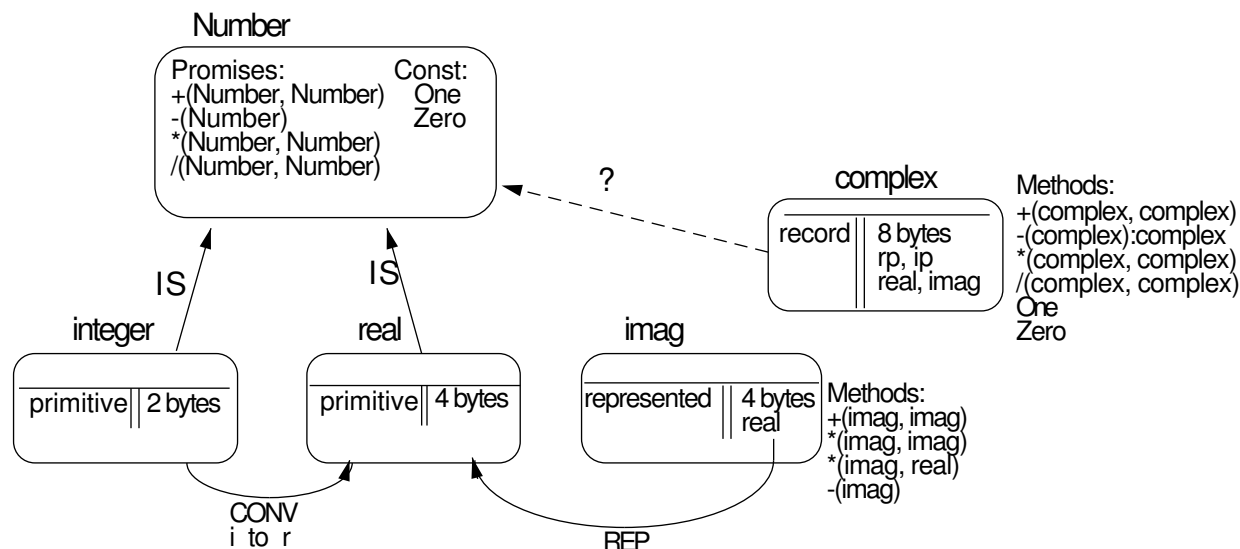 Number
Promises: Const:
+(Number, Number) One
-(Number) Zero
*(Number, Number)
/(Number, Number)
?
complex
record 8 bytes
rp, ip
real, imag
Methods:
+(complex, complex)
-(complex):complex
*(complex, complex)
/(complex, complex)
One
Zero
IS
IS
integer
primitive 2 bytes
real
primitive 4 bytes
imag
represented 4 bytes
real
Methods:
+(imag, imag)
*(imag, imag)
*(imag, real)
-(imag)
CONV
i to r
REP